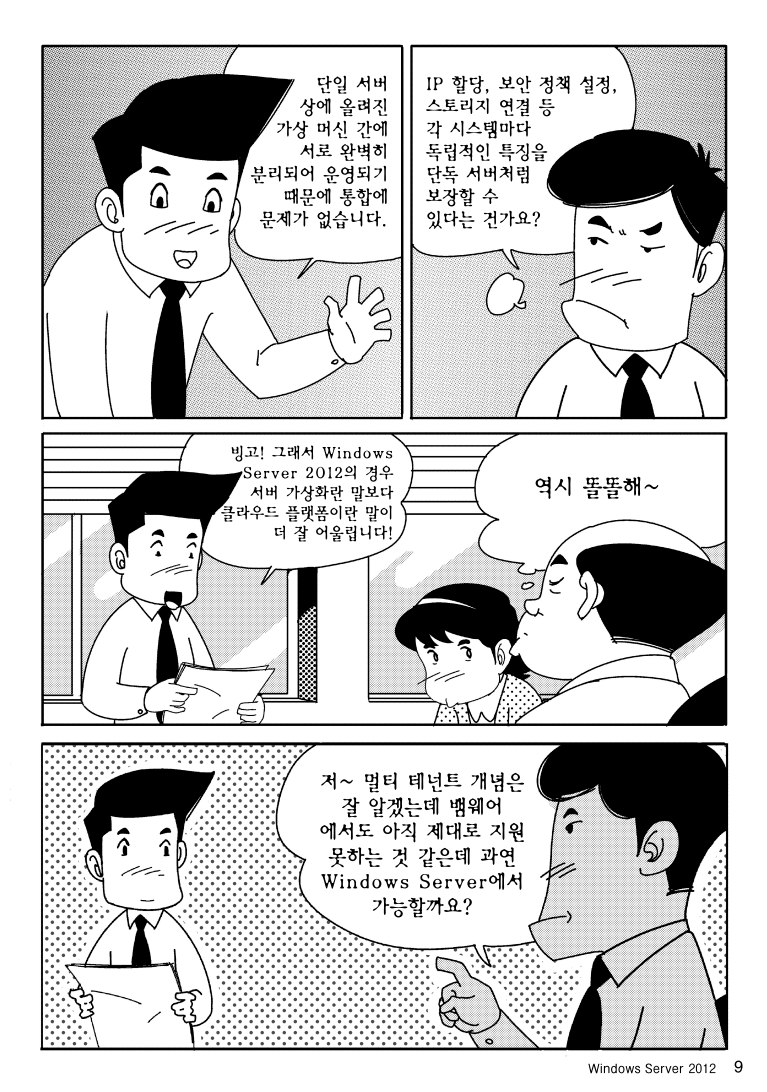 단일 서버
상에 올려진
가상 머신 간에
서로 완벽히
분리되어 운영되기
때문에 통합에
문제가 없습니다.
IP 할당, 보안 정책 설정,
스토리지 연결 등
각 시스템마다
독립적인 특징을
단독 서버처럼
보장할 수
있다는 건가요?
빙고! 그래서 Windows
Server 2012의 경우
서버 가상화란 말보다
클라우드 플랫폼이란 말이
더 잘 어울립니다!
역시 똘똘해~
저~ 멀티 테넌트 개념은
잘 알겠는데 뱀웨어
에서도 아직 제대로 지원
못하는 것 같은데 과연
Windows Server에서
가능할까요?
Windows Server 2012 9